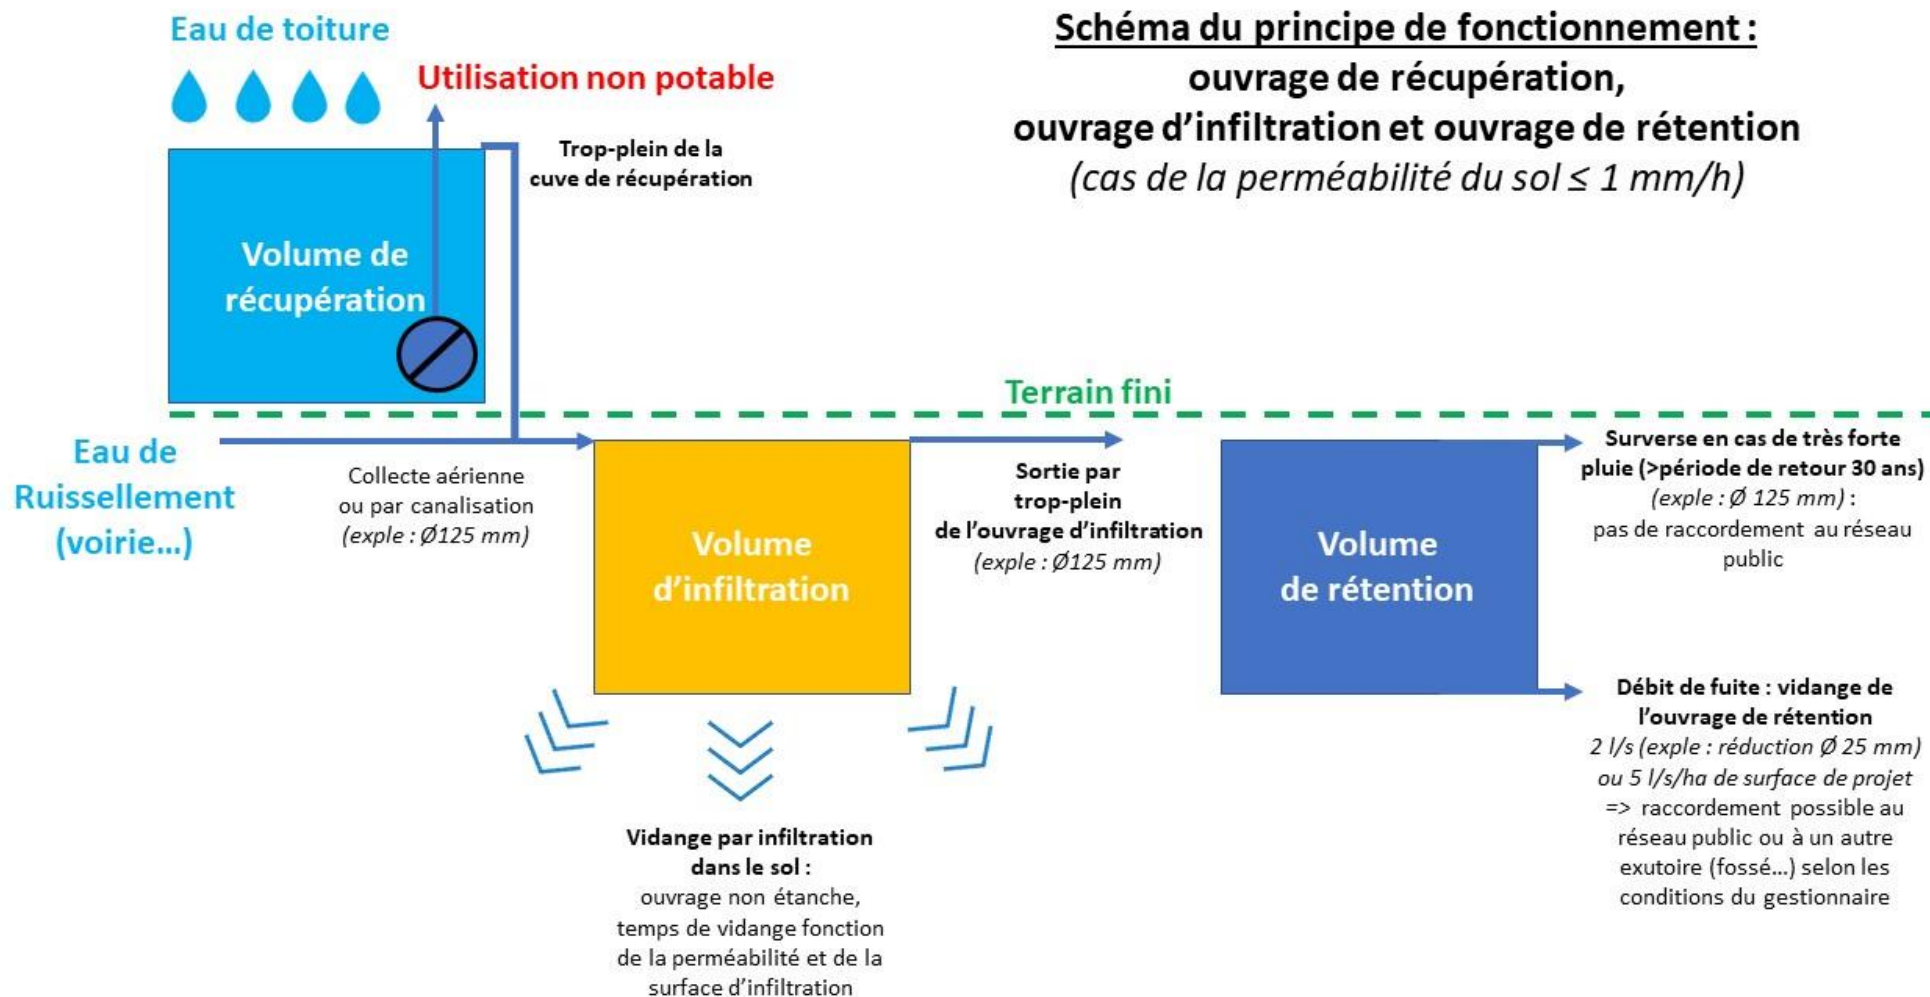 Eau de toiture
Utilisation non potable
Trop-plein de la
cuve de récupération
Schéma du principe de fonctionnement :
ouvrage de récupération,
ouvrage d’infiltration et ouvrage de rétention
(cas de la perméabilité du sol ≤ 1 mm/h)
Volume de
récupération
Terrain fini
Eau de
Ruissellement
(voirie…)
Collecte aérienne
ou par canalisation
(exple : Ø125 mm)
Volume
d’infiltration
Sortie par
trop-plein
de l’ouvrage d’infiltration
(exple : Ø125 mm)
Volume
de rétention
Surverse en cas de très forte
pluie (>période de retour 30 ans)
(exple : Ø 125 mm) :
pas de raccordement au réseau
public
Débit de fuite : vidange de
l’ouvrage de rétention
2 l/s (exple : réduction Ø 25 mm)
ou 5 l/s/ha de surface de projet
=> raccordement possible au
réseau public ou à un autre
exutoire (fossé…) selon les
conditions du gestionnaire
Vidange par infiltration
dans le sol :
ouvrage non étanche,
temps de vidange fonction
de la perméabilité et de la
surface d’infiltration